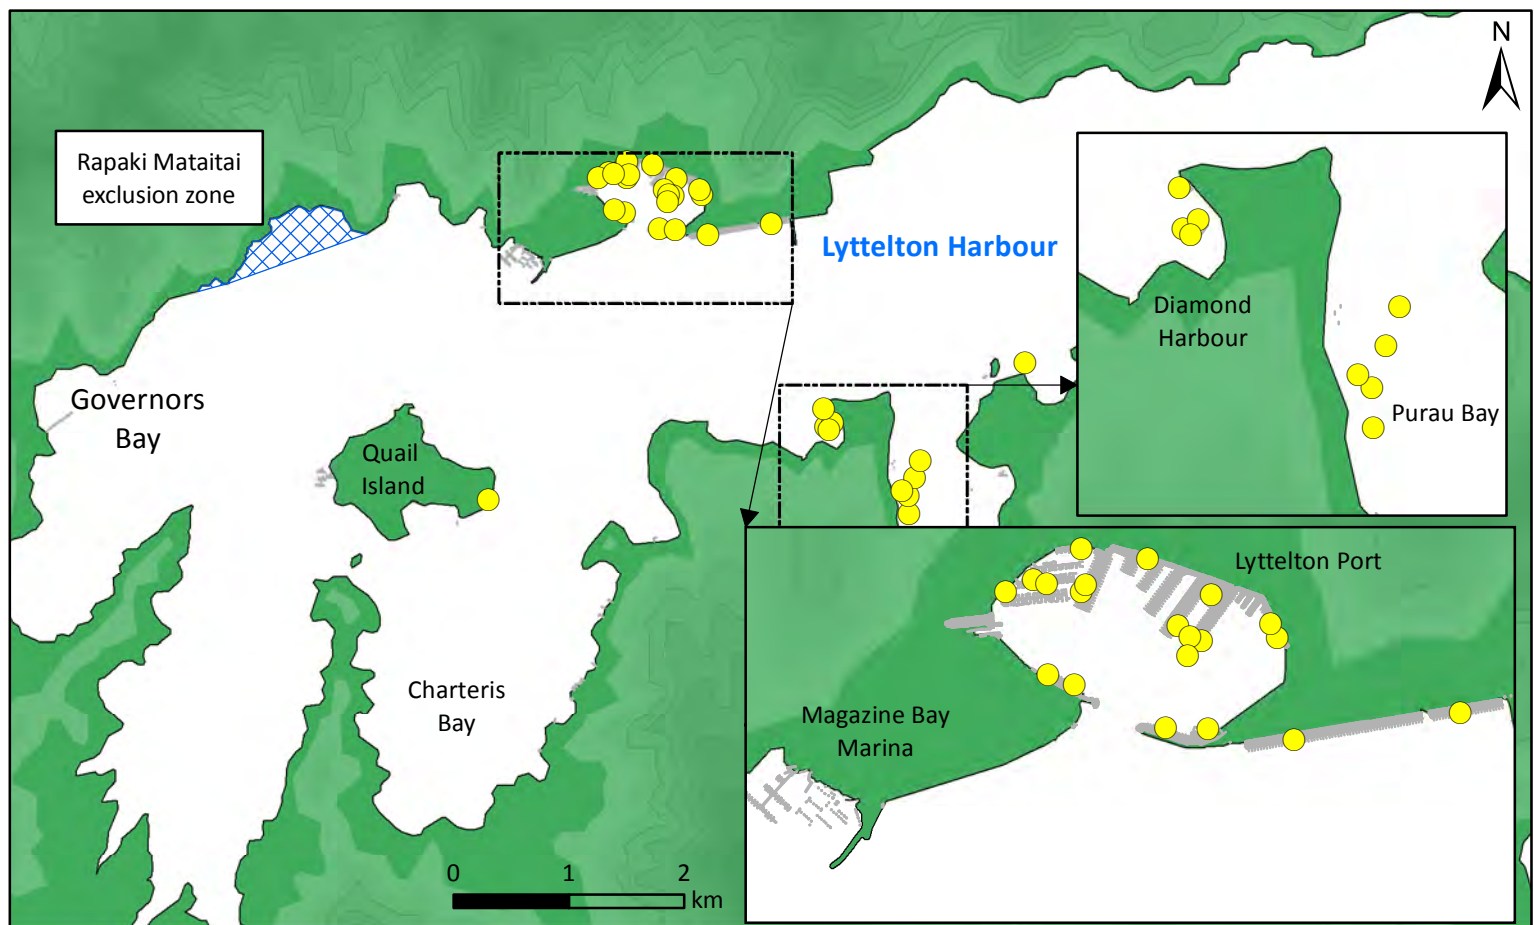 N
Rapaki Mataitai
exclusion zone
Lyttelton Harbour
Diamond
Harbour
Purau Bay
Governors
Bay
Quail
Island
Lyttelton Port
Charteris
Bay
Magazine Bay
Marina
0 1 2
km